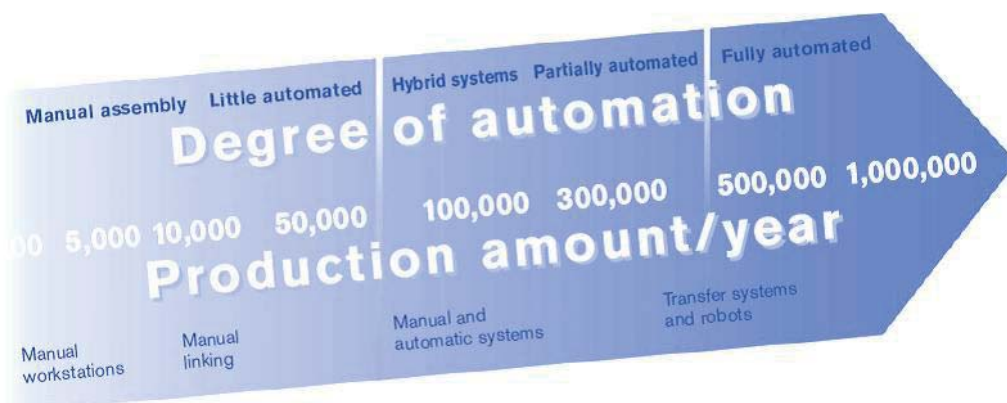 Manual assembly Little automated Hybrid systems Partially automated Fully automated
Degree of automation
5,000 10,000 50,000 100,000 300,000 500,000 1,000,000
Production amount/year
Manual
workstations
Manual
linking
Manual and
automatic systems
Transfer systems
and robots